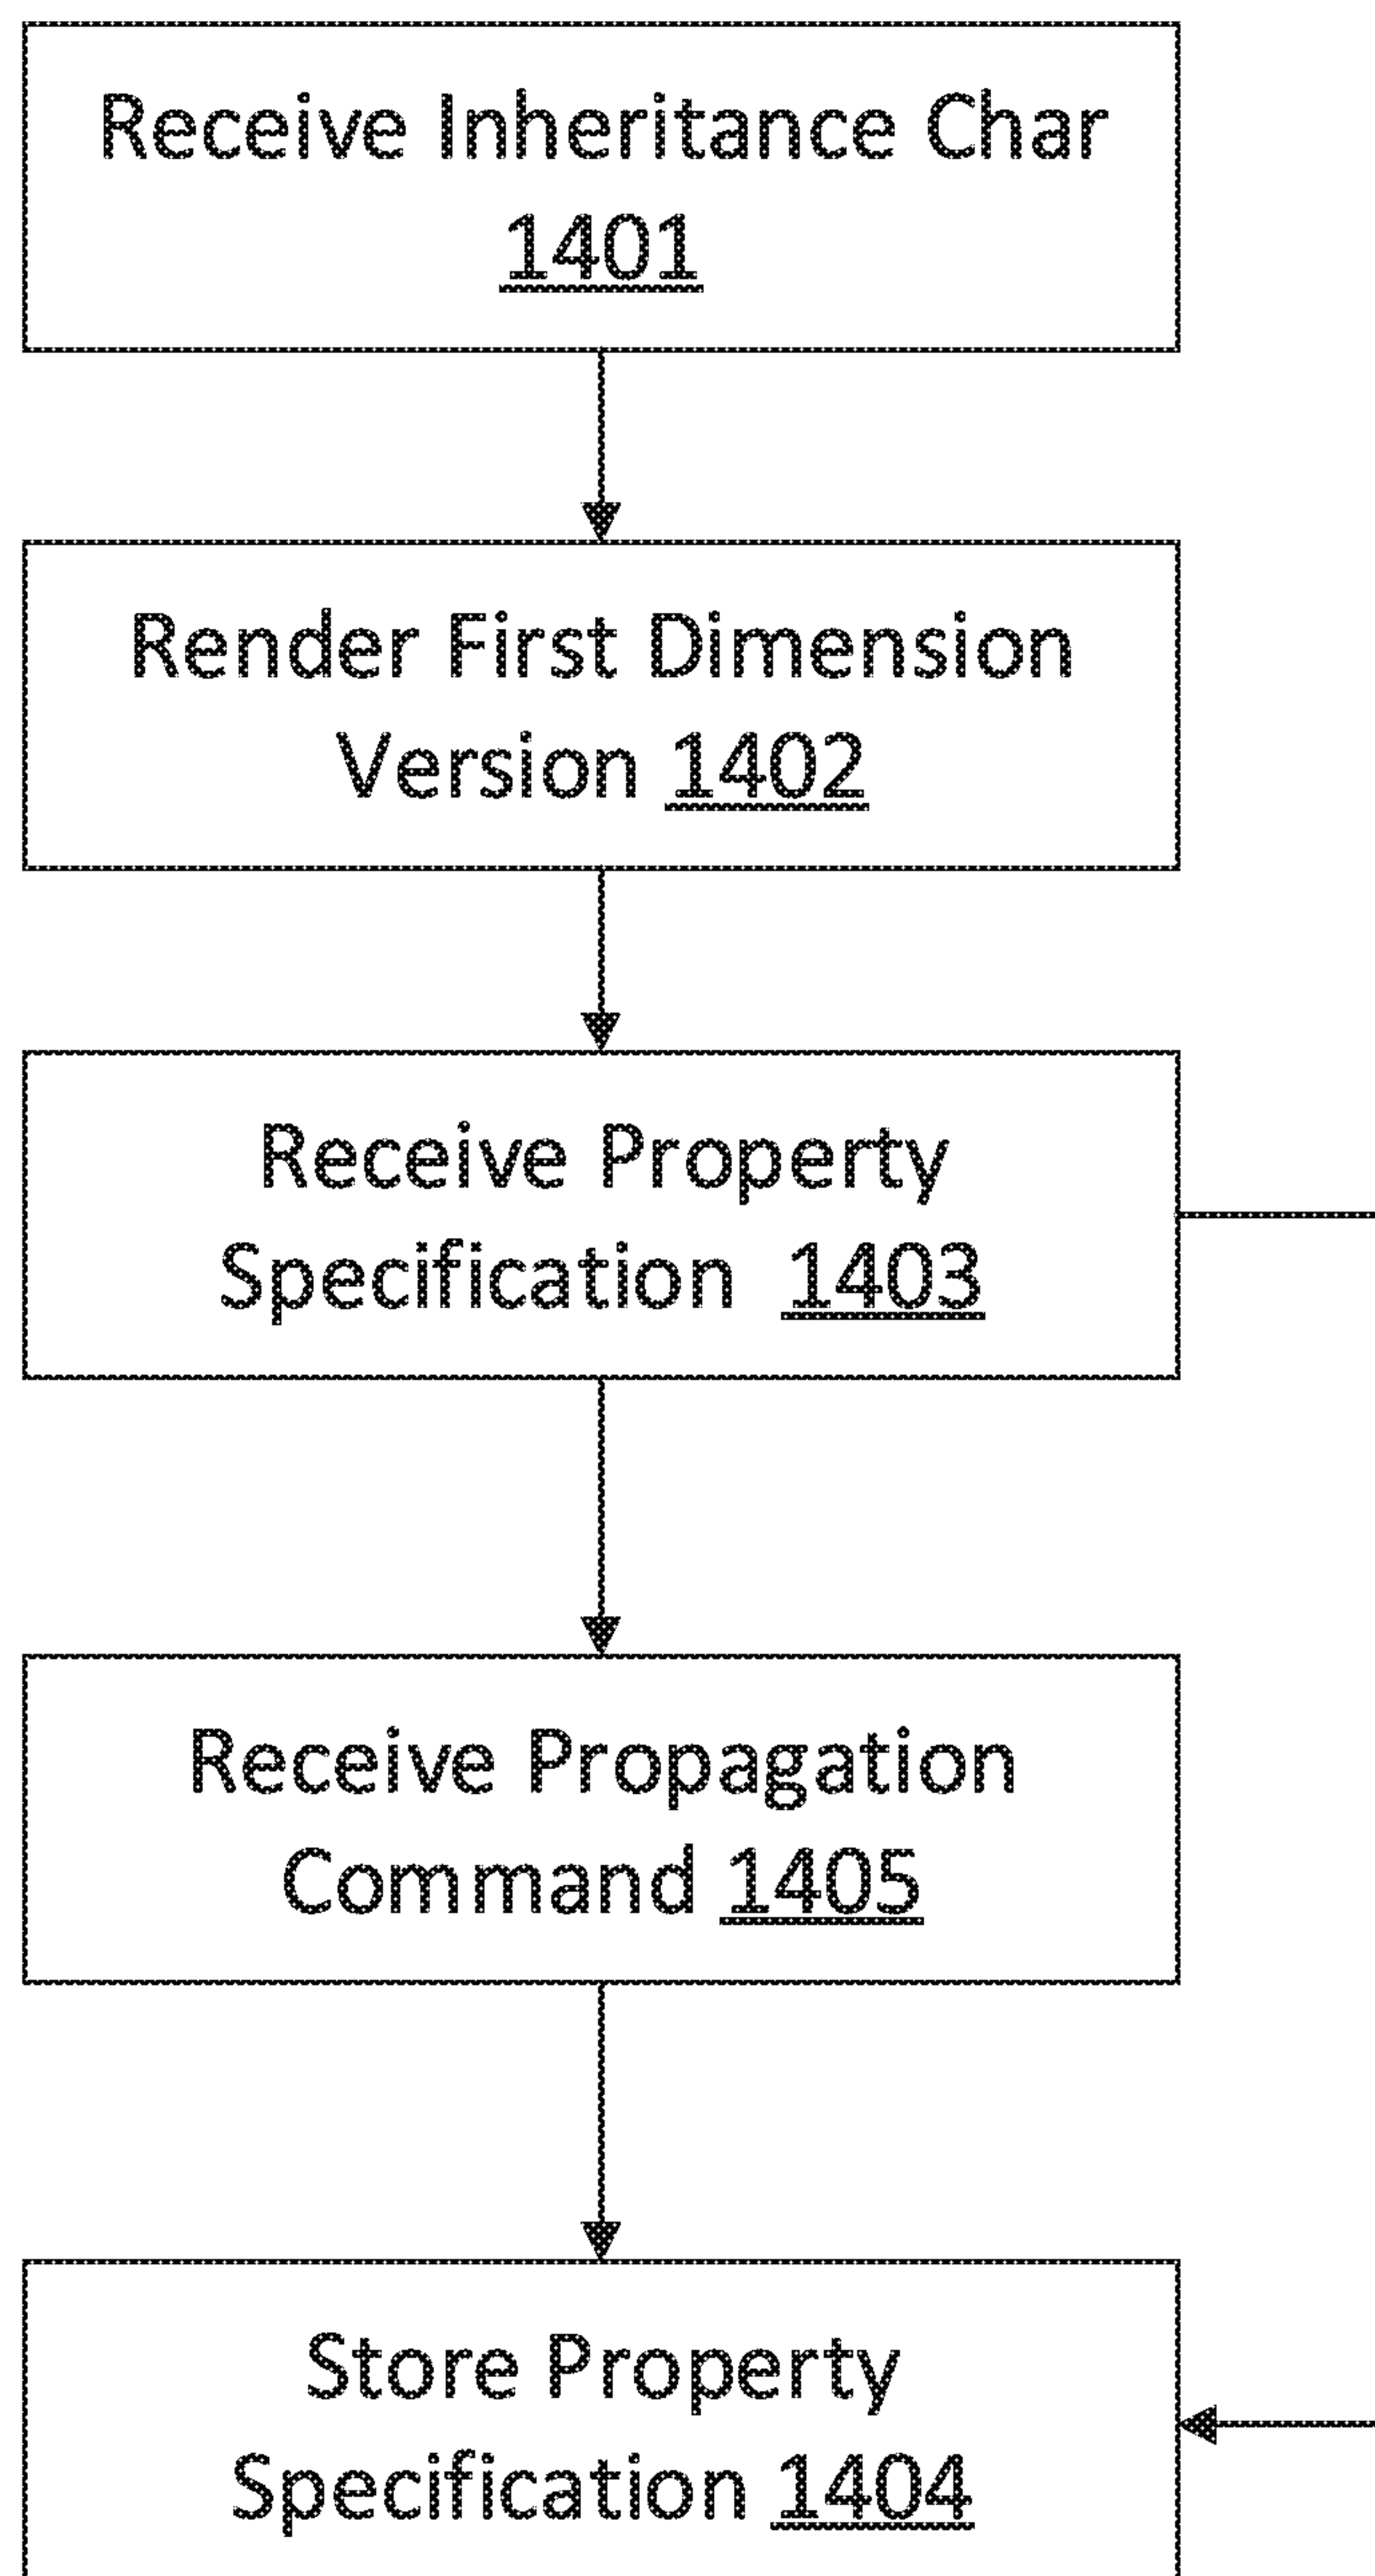 Receive Inheritance Char
1401
Render First Dimension
Version 1402
Receive Property
Specification 1403
Receive Propagation
Command 1405
Store Property
Specification 1404